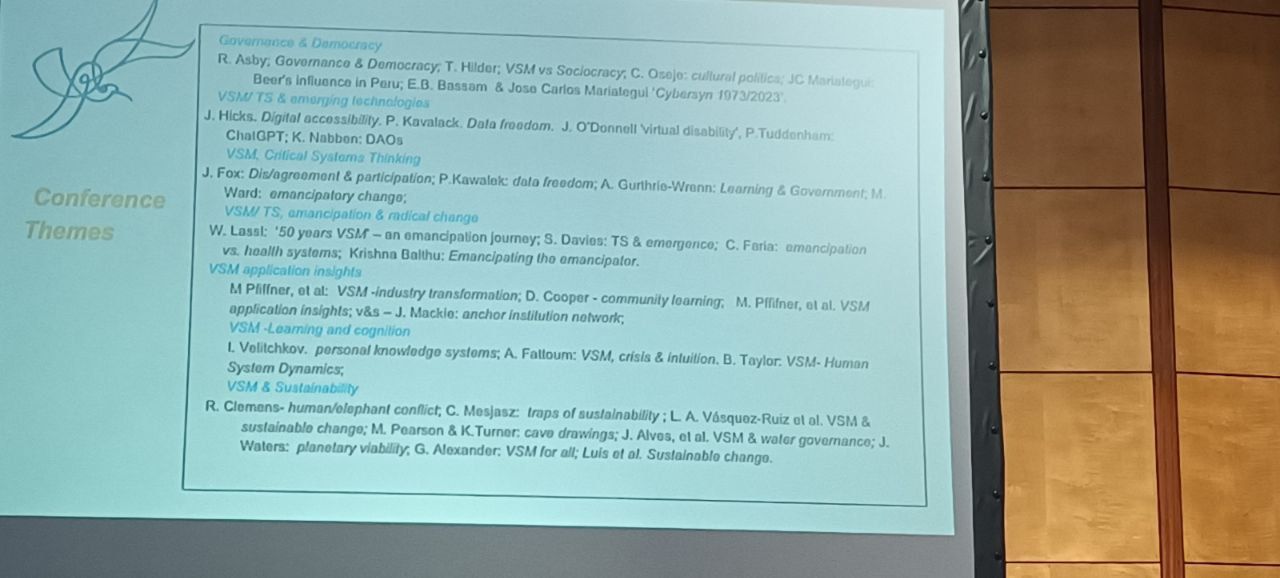 Conference
Themes
Governance & Democracy
R. Asby; Governance & Democracy; T. Hilder; VSM vs Sociocracy; C. Osejo: cultural politics; JC Mariategui:
Beer's influence in Peru; E.B. Bassam & Jose Carlos Mariategui 'Cybersyn 1973/2023'.
VSM/ TS & emerging technologies
J. Hicks. Digital accessibility. P. Kavalack. Data freedom. J. O'Donnell 'virtual disability', P.Tuddenham:
ChatGPT; K. Nabben: DAOs
VSM, Critical Systems Thinking
J. Fox: Dis/agreement & participation; P.Kawalek: data freedom; A. Gurthrie-Wrenn: Learning & Government; M.
Ward: emancipatory change;
VSM/ TS, emancipation & radical change
W. Lassl: '50 years VSM' – an emancipation journey; S. Davies: TS & emergence; C. Faria: emancipation
vs. health systems; Krishna Balthu: Emancipating the emancipator.
VSM application insights
M Pfiffner, et al: VSM -industry transformation; D. Cooper - community learning; M. Pffifner, et al. VSM
application insights; v&s – J. Mackie: anchor institution network;
VSM -Learning and cognition
I. Velitchkov. personal knowledge systems; A. Fattoum: VSM, crisis & intuition. B. Taylor: VSM- Human
System Dynamics;
VSM & Sustainability
R. Clemens- human/elephant conflict; C. Mesjasz: traps of sustainability ; L. A. Vásquez-Ruiz et al. VSM &
sustainable change; M. Pearson & K.Turner: cave drawings; J. Alves, et al. VSM & water governance; J.
Waters: planetary viability; G. Alexander: VSM for all; Luis et al. Sustainable change.